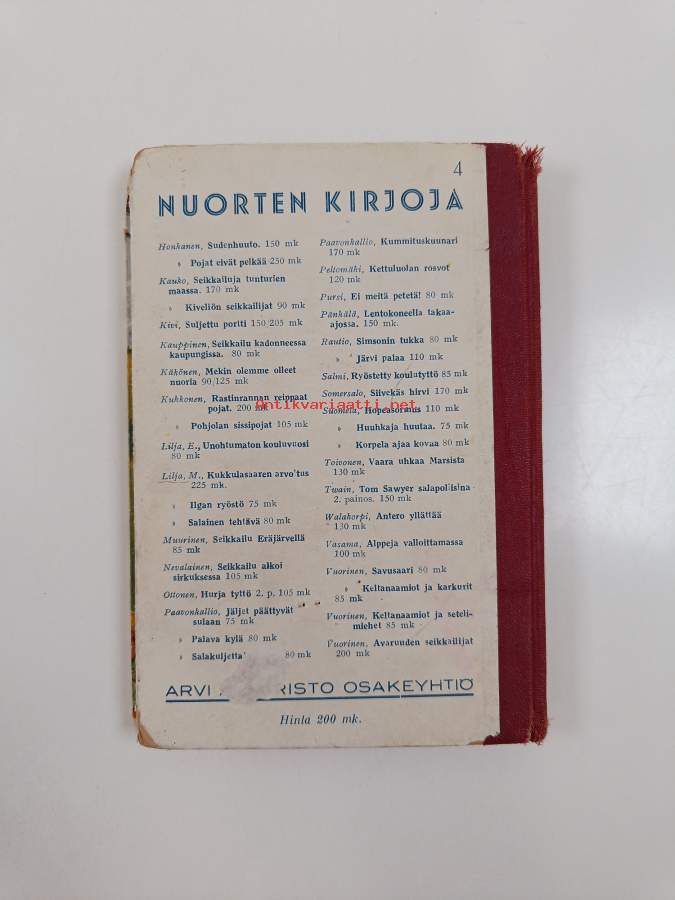 4
NUORTEN KIRJOJA
Honkanen, Sudenhuuto. 150 mk
» Pojat eivät pelkää 250 mk
Kauko, Seikkailuja tunturien
maassa. 170 mk
» Kiveliön seikkailijat 90 mk
Kivi, Suljettu portti 150/205 mk
Kauppinen, Seikkailu kadonneessa
kaupungissa. 80 mk
Käkönen, Mekin olemme olleet
nuoria 90/125 mk
Kukkonen, Rastinrannan reippaat
pojat. 200 mk
» Pohjolan sissipojat 105 mk
Lilja, E., Unohtumaton kouluvuosi
80 mk
Lilja, M., Kukkulasaaren arvoitus
225 mk.
» Ilgan ryöstö 75 mk
» Salainen tehtävä 80 mk
Muurinen, Seikkailu Eräjärvellä
85 mk
Nevalainen, Seikkailu alkoi
sirkuksessa 105 mk
Ottonen, Hurja tyttö 2. p. 105 mk
Paavonkallio, Jäljet päättyvät
sulaan 75 mk
» Palava kylä 80 mk
» Salakuljetta 80 mk
Paavonkallio, Kummituskuunari
170 mk
Peltomäki, Kettuluolan rosvot
120 mk
Pursi, Ei meitä petetä! 80 mk
Pänkälä, Lentokoneella takaa-
ajossa. 150 mk.
Rautio, Simsonin tukka 80 mk
» Järvi palaa 110 mk
Salmi, Ryöstetty koulutyttö 85 mk
Somersalo, Siivekäs hirvi 170 mk
Suomela, Hopeasormus 110 mk
» Huuhkaja huutaa. 75 mk
» Korpela ajaa kovaa 80 mk
Toivonen, Vaara uhkaa Marsista
130 mk
Twain, Tom Sawyer salapoliisina
2. painos. 150 mk
Walakorpi, Antero yllättää
130 mk
Vasama, Alppeja valloittamassa
100 mk
Vuorinen, Savusaari 80 mk
» Keltanaamiot ja karkurit
85 mk
Vuorinen, Keltanaamiot ja seteli-
miehet 85 mk
Vuorinen, Avaruuden seikkailijat
200 mk
Antikvariaatti.net
ARVI RISTO OSAKEYHTIÖ
Hinta 200 mk.